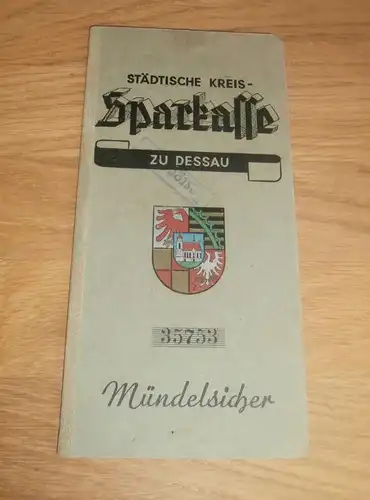 STÄDTISCHE KREIS-
Sparkasse
ZU DESSAU
35753
Mündelsicher